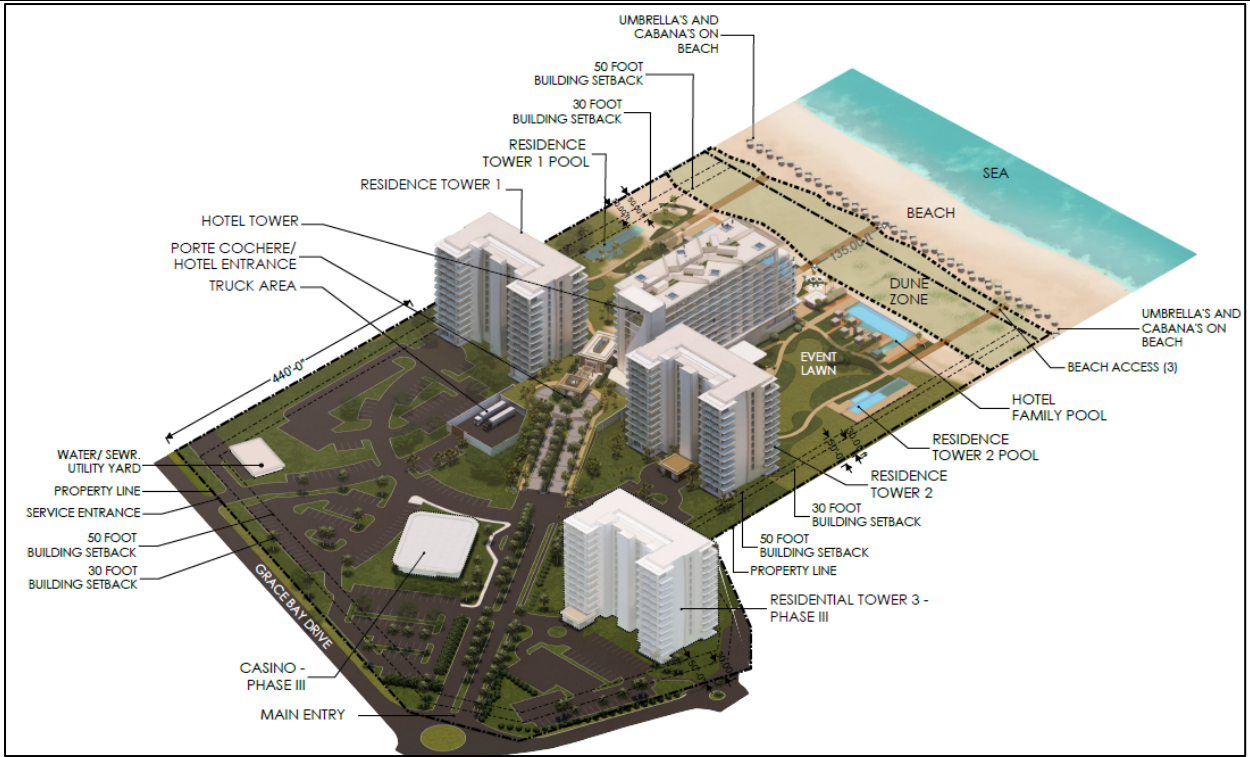 UMBRELLA'S AND
CABANA'S ON
BEACH
50 FOOT
BUILDING SETBACK
30 FOOT
BUILDING SETBACK
RESIDENCE
TOWER 1 POOL
RESIDENCE TOWER 1
HOTEL TOWER
PORTE COCHERE/
HOTEL ENTRANCE
TRUCK AREA
SEA
BEACH
135.00 ft
DUNE
ZONE
EVENT
LAWN
UMBRELLA'S AND
CABANA'S ON
BEACH
BEACH ACCESS (3)
HOTEL
FAMILY POOL
RESIDENCE
TOWER 2 POOL
RESIDENCE
TOWER 2
30 FOOT
BUILDING SETBACK
50 FOOT
BUILDING SETBACK
PROPERTY LINE
RESIDENTIAL TOWER 3 -
PHASE III
440'-0"
WATER/ SEWR.
UTILITY YARD
PROPERTY LINE
SERVICE ENTRANCE
50 FOOT
BUILDING SETBACK
30 FOOT
BUILDING SETBACK
GRACE BAY DRIVE
CASINO -
PHASE III
MAIN ENTRY